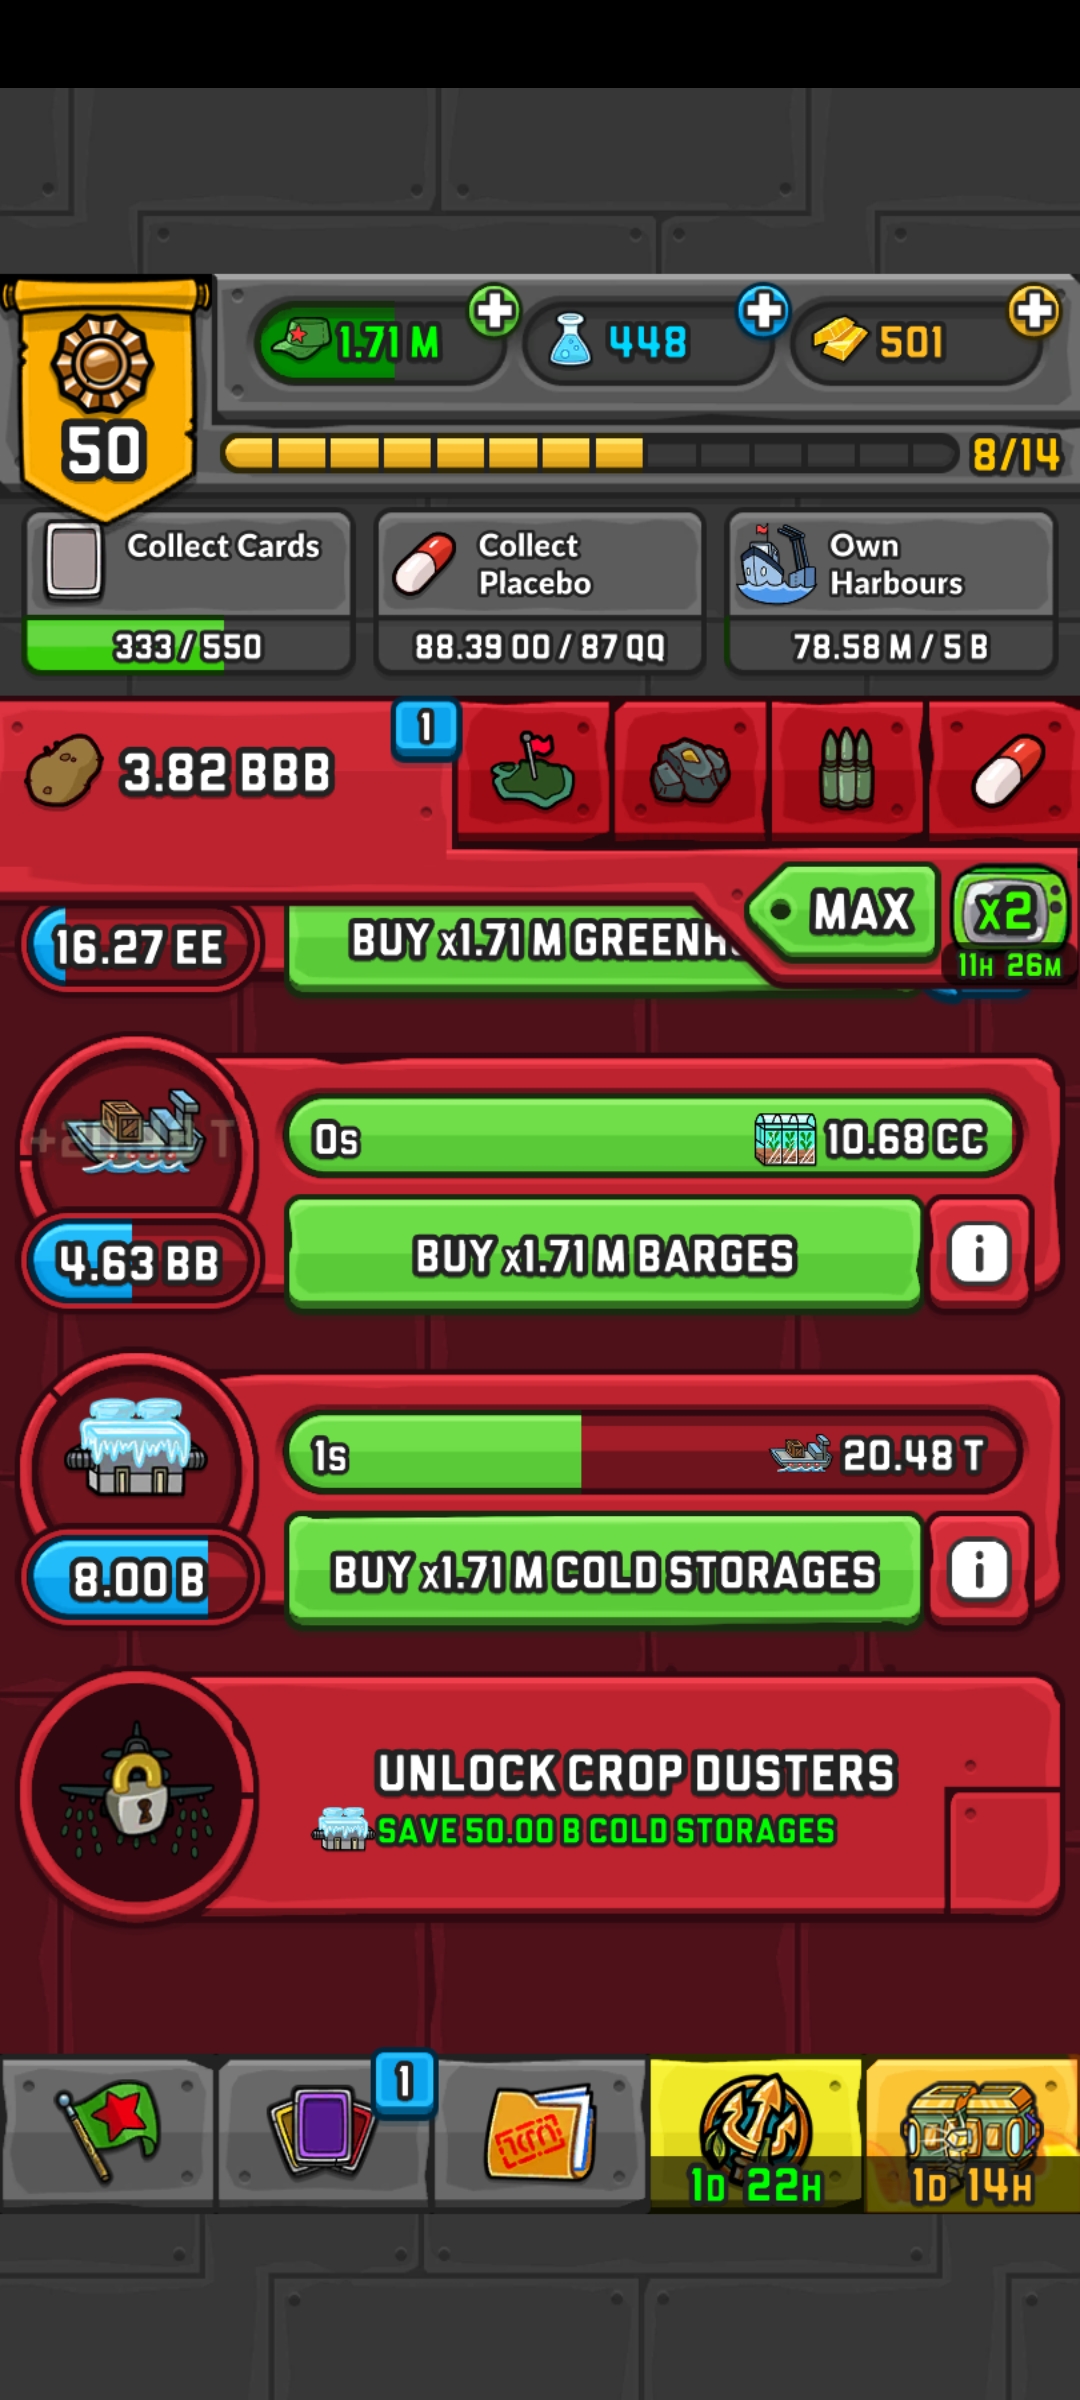 1.71 M
448
501
50
8/14
Collect Cards
333 / 550
Collect
Placebo
88.39 OO / 87 QQ
Own
Harbours
78.58 M / 5 B
3.82 BBB
1
MAX
x2
11H 26M
16.27 EE
BUY x1.71 M GREENH
0s
10.68 CC
4.63 BB
BUY x1.71 M BARGES
i
1s
20.48 T
8.00 B
BUY x1.71 M COLD STORAGES
i
UNLOCK CROP DUSTERS
SAVE 50.00 B COLD STORAGES
1
1D 22H
1D 14H